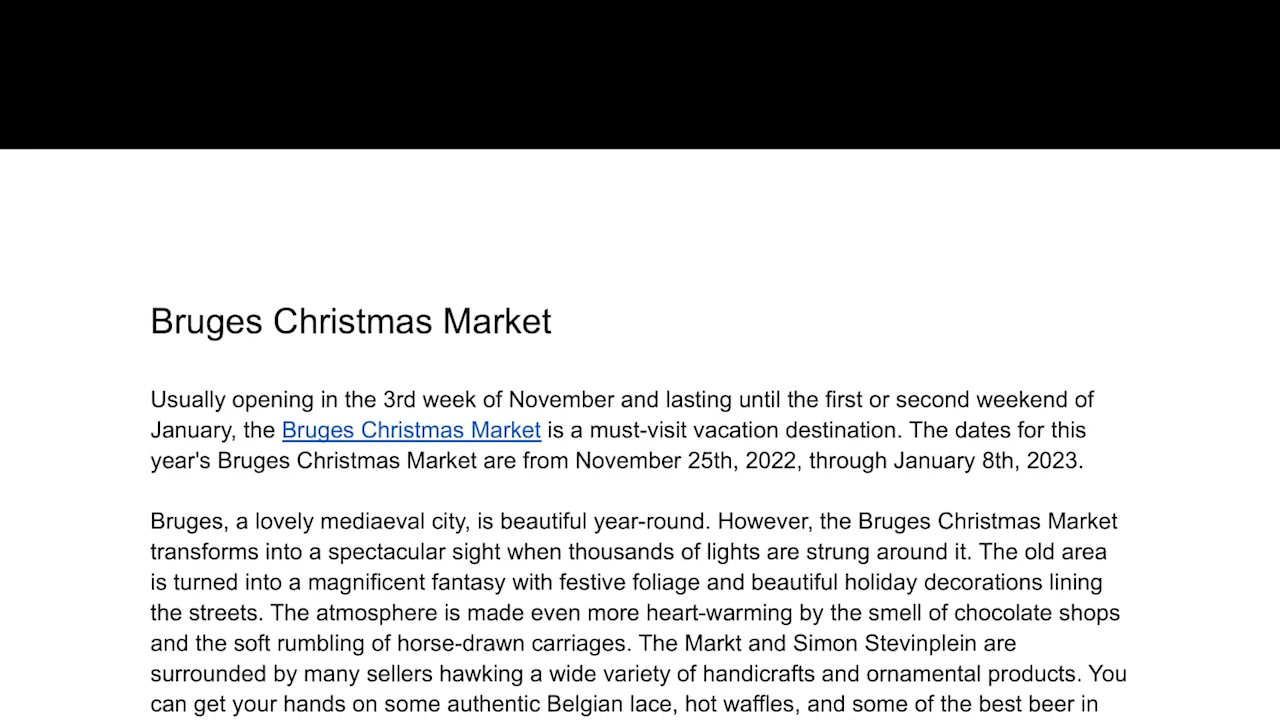 Bruges Christmas Market
Usually opening in the 3rd week of November and lasting until the first or second weekend of
January, the Bruges Christmas Market is a must-visit vacation destination. The dates for this
year's Bruges Christmas Market are from November 25th, 2022, through January 8th, 2023.
Bruges, a lovely mediaeval city, is beautiful year-round. However, the Bruges Christmas Market
transforms into a spectacular sight when thousands of lights are strung around it. The old area
is turned into a magnificent fantasy with festive foliage and beautiful holiday decorations lining
the streets. The atmosphere is made even more heart-warming by the smell of chocolate shops
and the soft rumbling of horse-drawn carriages. The Markt and Simon Stevinplein are
surrounded by many sellers hawking a wide variety of handicrafts and ornamental products. You
can get your hands on some authentic Belgian lace, hot waffles, and some of the best beer in